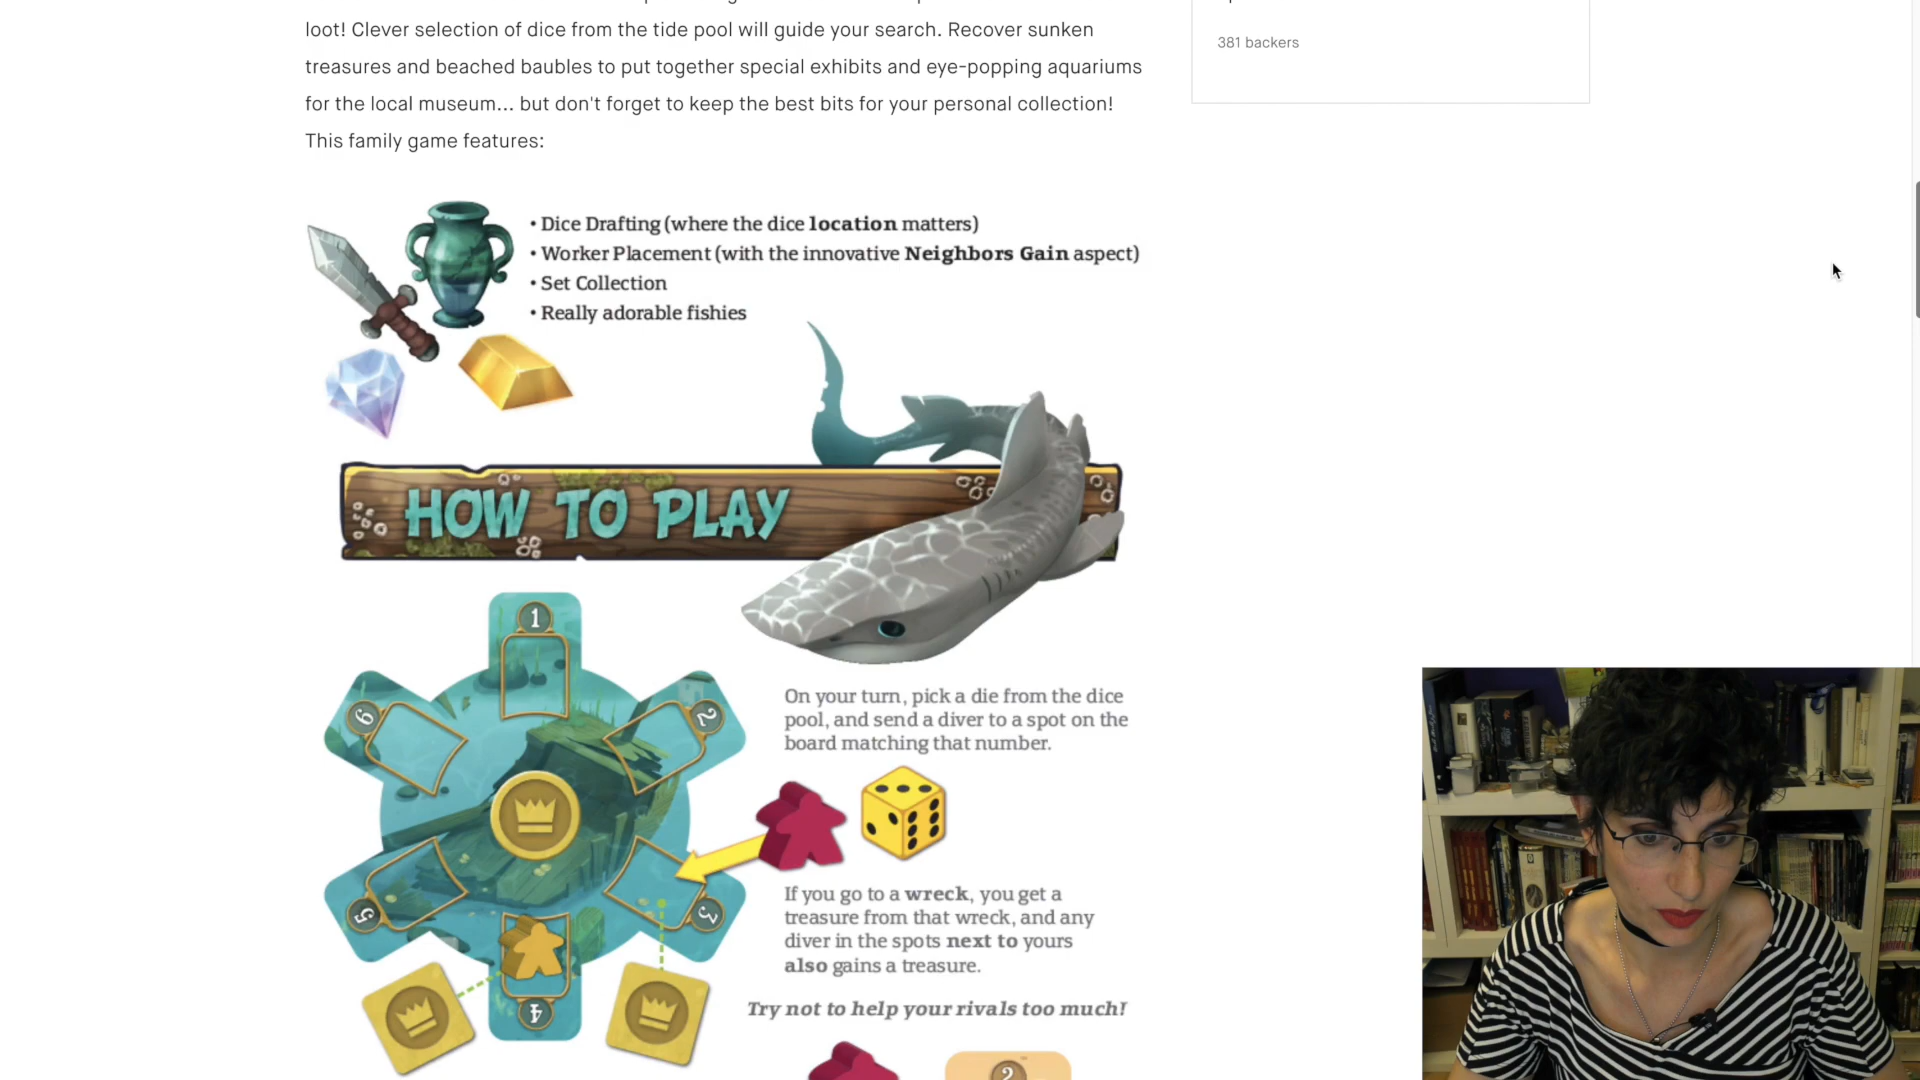 loot! Clever selection of dice from the tide pool will guide your search. Recover sunken
treasures and beached baubles to put together special exhibits and eye-popping aquariums
for the local museum... but don't forget to keep the best bits for your personal collection!
This family game features:
381 backers
• Dice Drafting (where the dice location matters)
• Worker Placement (with the innovative Neighbors Gain aspect)
• Set Collection
• Really adorable fishies
HOW TO PLAY
1
2
3
4
5
6
On your turn, pick a die from the dice
pool, and send a diver to a spot on the
board matching that number.
If you go to a wreck, you get a
treasure from that wreck, and any
diver in the spots next to yours
also gains a treasure.
Try not to help your rivals too much!
2